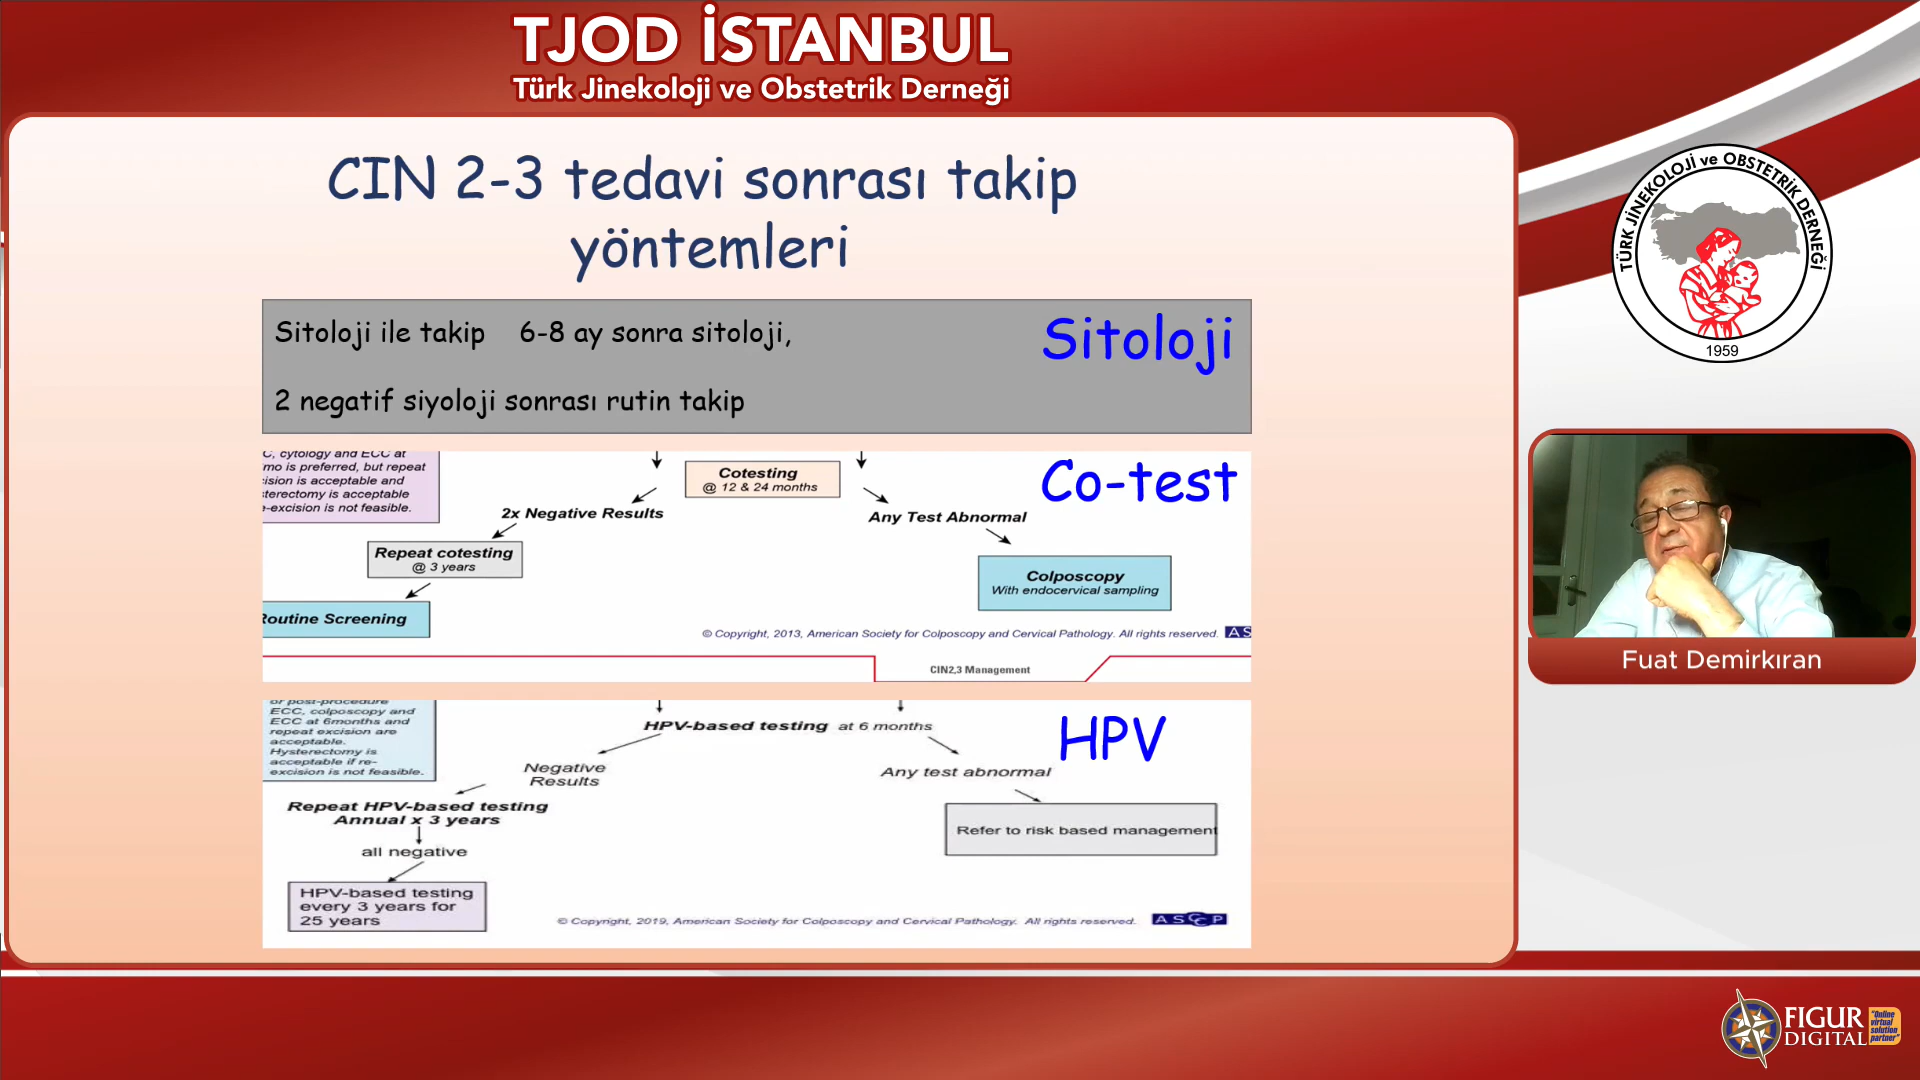 TJOD İSTANBUL
Türk Jinekoloji ve Obstetrik Derneği
CIN 2-3 tedavi sonrası takip
yöntemleri
Sitoloji ile takip 6-8 ay sonra sitoloji,
2 negatif siyoloji sonrası rutin takip
Sitoloji
C, cytology and ECC at
mo is preferred, but repeat
ision is acceptable and
sterectomy is acceptable
e-excision is not feasible.
Cotesting
@ 12 & 24 months
Co-test
2x Negative Results
Any Test Abnormal
Repeat cotesting
@ 3 years
Colposcopy
With endocervical sampling
Routine Screening
© Copyright, 2013, American Society for Colposcopy and Cervical Pathology. All rights reserved. AS
CIN2,3 Management
or post-procedure
ECC, colposcopy and
ECC at 6months and
repeat excision are
acceptable.
Hysterectomy is
acceptable if re-
excision is not feasible.
HPV-based testing at 6 months
HPV
Negative
Results
Any test abnormal
Repeat HPV-based testing
Annual x 3 years
all negative
Refer to risk based management
HPV-based testing
every 3 years for
25 years
© Copyright, 2019, American Society for Colposcopy and Cervical Pathology. All rights reserved. ASCCP
TÜRK JİNEKOLOJİ ve OBSTETRİK DERNEĞİ
1959
Fuat Demirkıran
FIGUR
DIGITAL
"Online
virtual
solution
partner"